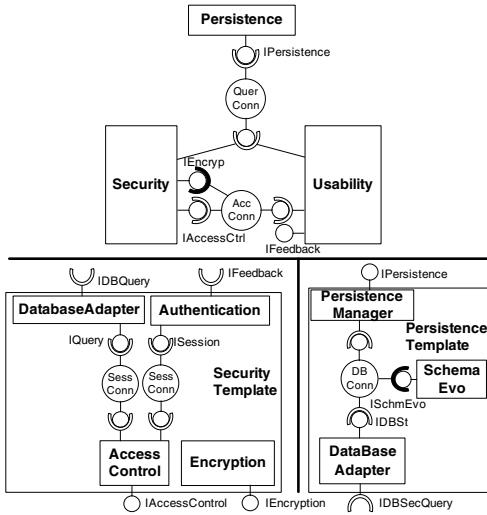 Persistence
IPersistence
Quer
Conn
IEncryp
Security
Usability
Acc
Conn
IAccessCtrl
IFeedback
IDBQuery
IFeedback
DatabaseAdapter
Authentication
IQuery
ISession
Sess
Conn
Sess
Conn
Security
Template
Access
Control
Encryption
IAccessControl
IEncryption
IPersistence
Persistence
Manager
Persistence
Template
DB
Conn
Schema
Evo
ISchmEvo
IDBSt
DataBase
Adapter
IDBSecQuery